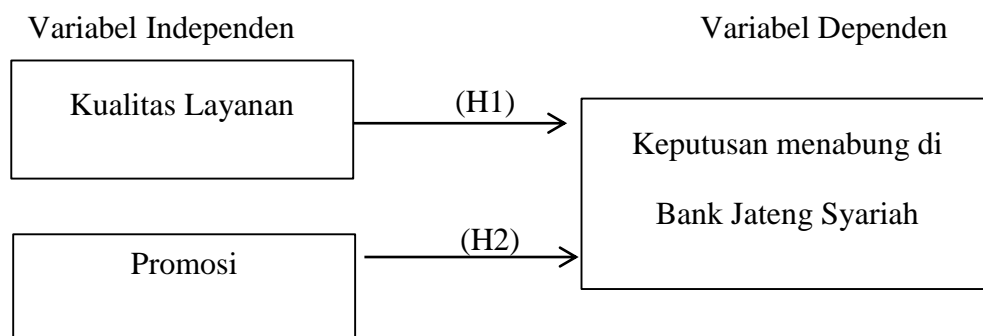 Variabel Independen
Variabel Dependen
Kualitas Layanan
(H1)
Keputusan menabung di
Bank Jateng Syariah
(H2)
Promosi